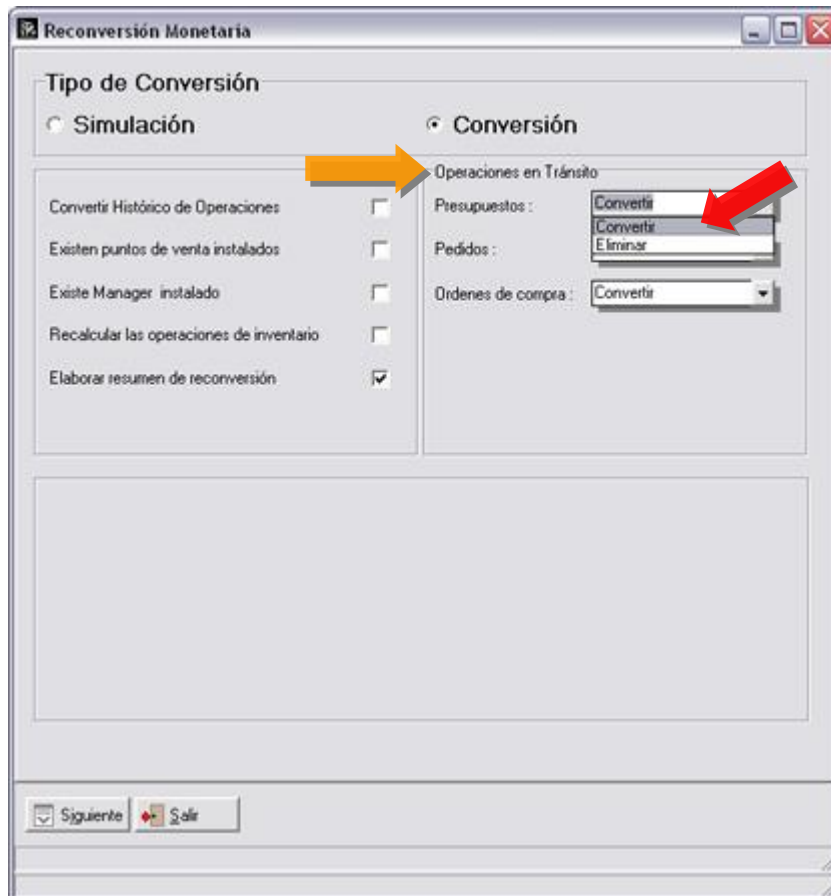 Reconversión Monetaria
Tipo de Conversión
Simulación
Conversión
Convertir Histórico de Operaciones
Existen puntos de venta instalados
Existe Manager instalado
Recalcular las operaciones de inventario
Elaborar resumen de reconversión
Operaciones en Tránsito
Presupuestos : Convertir
Convertir
Eliminar
Pedidos :
Ordenes de compra : Convertir
Siguiente Salir